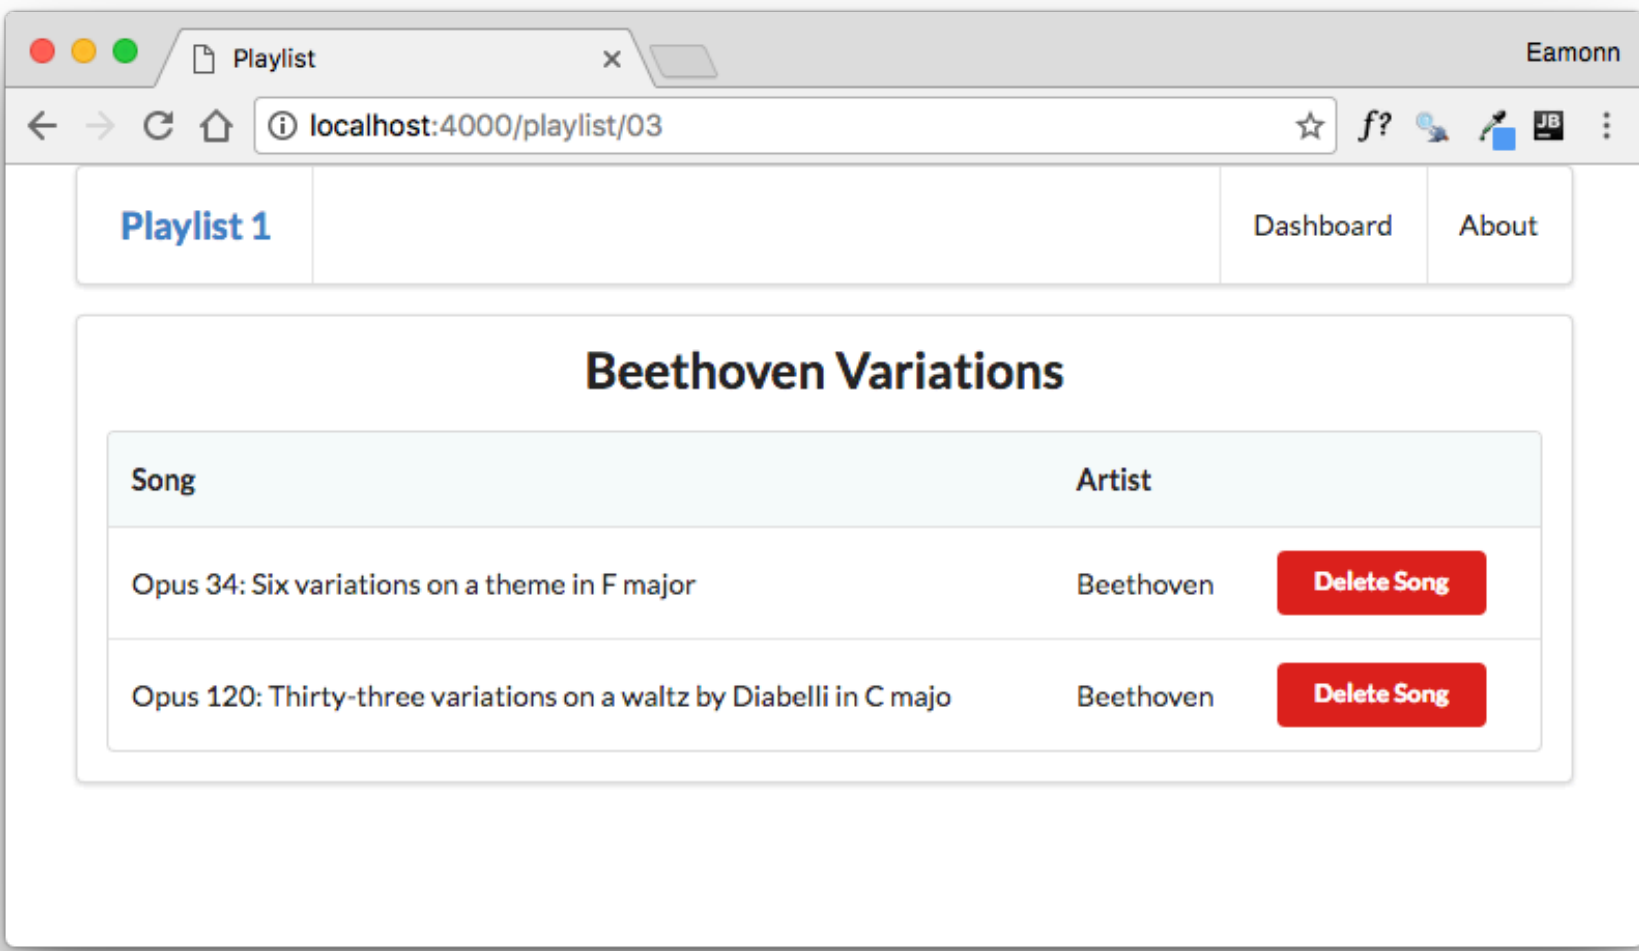 Playlist
Eamonn
localhost:4000/playlist/03
f?
JB
Playlist 1
Dashboard
About
Beethoven Variations
Song
Artist
Opus 34: Six variations on a theme in F major
Beethoven
Delete Song
Opus 120: Thirty-three variations on a waltz by Diabelli in C majo
Beethoven
Delete Song